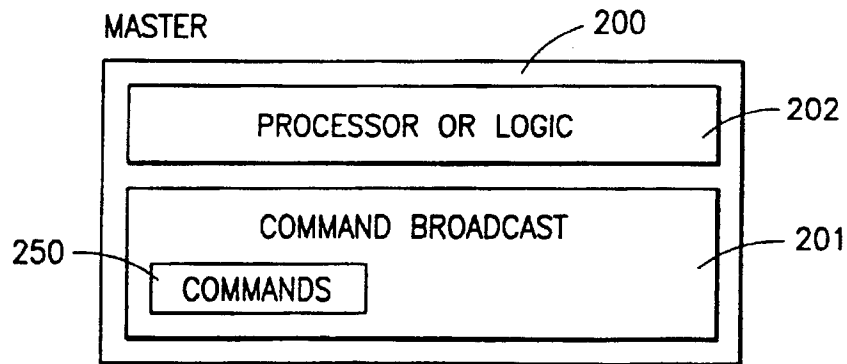 MASTER
200
PROCESSOR OR LOGIC
202
COMMAND BROADCAST
201
250
COMMANDS